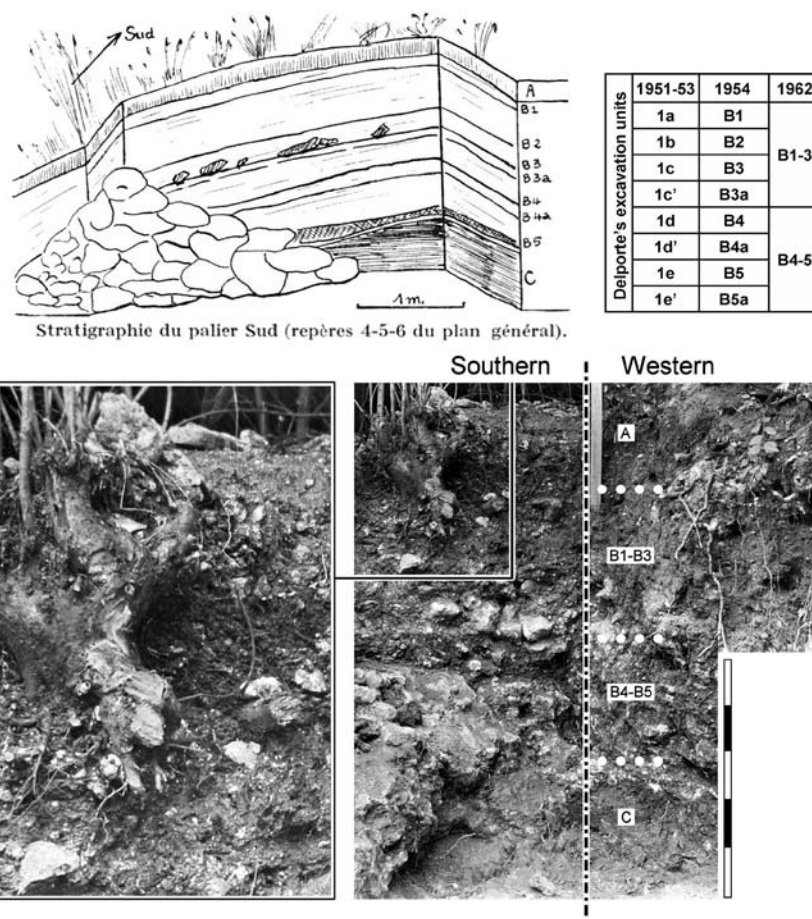 Sud
A
B1
B2
B3
B3a
B4
B4a
B5
C
1m.
Stratigraphie du palier Sud (repères 4-5-6 du plan général).
Delporte's excavation units
1951-53 1954 1962
1a B1 B1-3
1b B2
1c B3
1c' B3a
1d B4 B4-5
1d' B4a
1e B5
1e' B5a
Southern Western
A
B1-B3
B4-B5
C